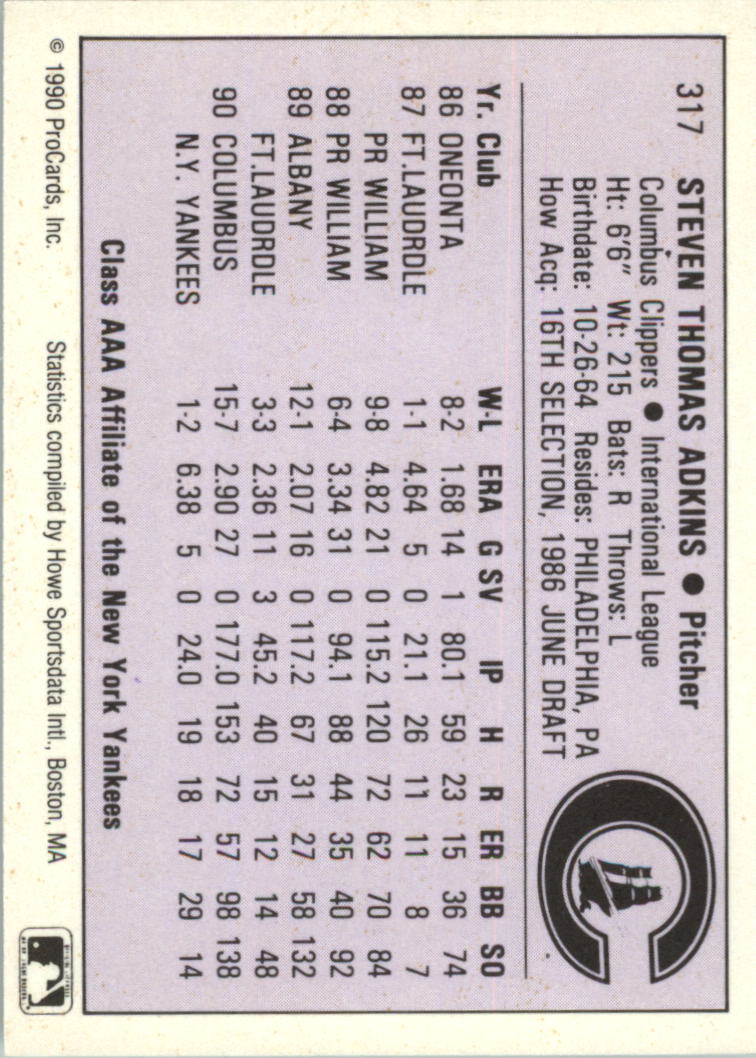 317 STEVEN THOMAS ADKINS ● Pitcher
Columbus Clippers ● International League
Ht: 6'6" Wt: 215 Bats: R Throws: L
Birthdate: 10-26-64 Resides: PHILADELPHIA, PA
How Acq: 16TH SELECTION, 1986 JUNE DRAFT
Yr. Club W-L ERA G SV IP H R ER BB SO
86 ONEONTA 8-2 1.68 14 1 80.1 59 23 15 36 74
87 FT.LAUDRDLE 1-1 4.64 5 0 21.1 26 11 11 8 7
PR WILLIAM 9-8 4.82 21 0 115.2 120 72 62 70 84
88 PR WILLIAM 6-4 3.34 31 0 94.1 88 44 35 40 92
89 ALBANY 12-1 2.07 16 0 117.2 67 31 27 58 132
FT.LAUDRDLE 3-3 2.36 11 3 45.2 40 15 12 14 48
90 COLUMBUS 15-7 2.90 27 0 177.0 153 72 57 98 138
N.Y. YANKEES 1-2 6.38 5 0 24.0 19 18 17 29 14
Class AAA Affiliate of the New York Yankees
© 1990 ProCards, Inc. Statistics compiled by Howe Sportsdata Intl., Boston, MA